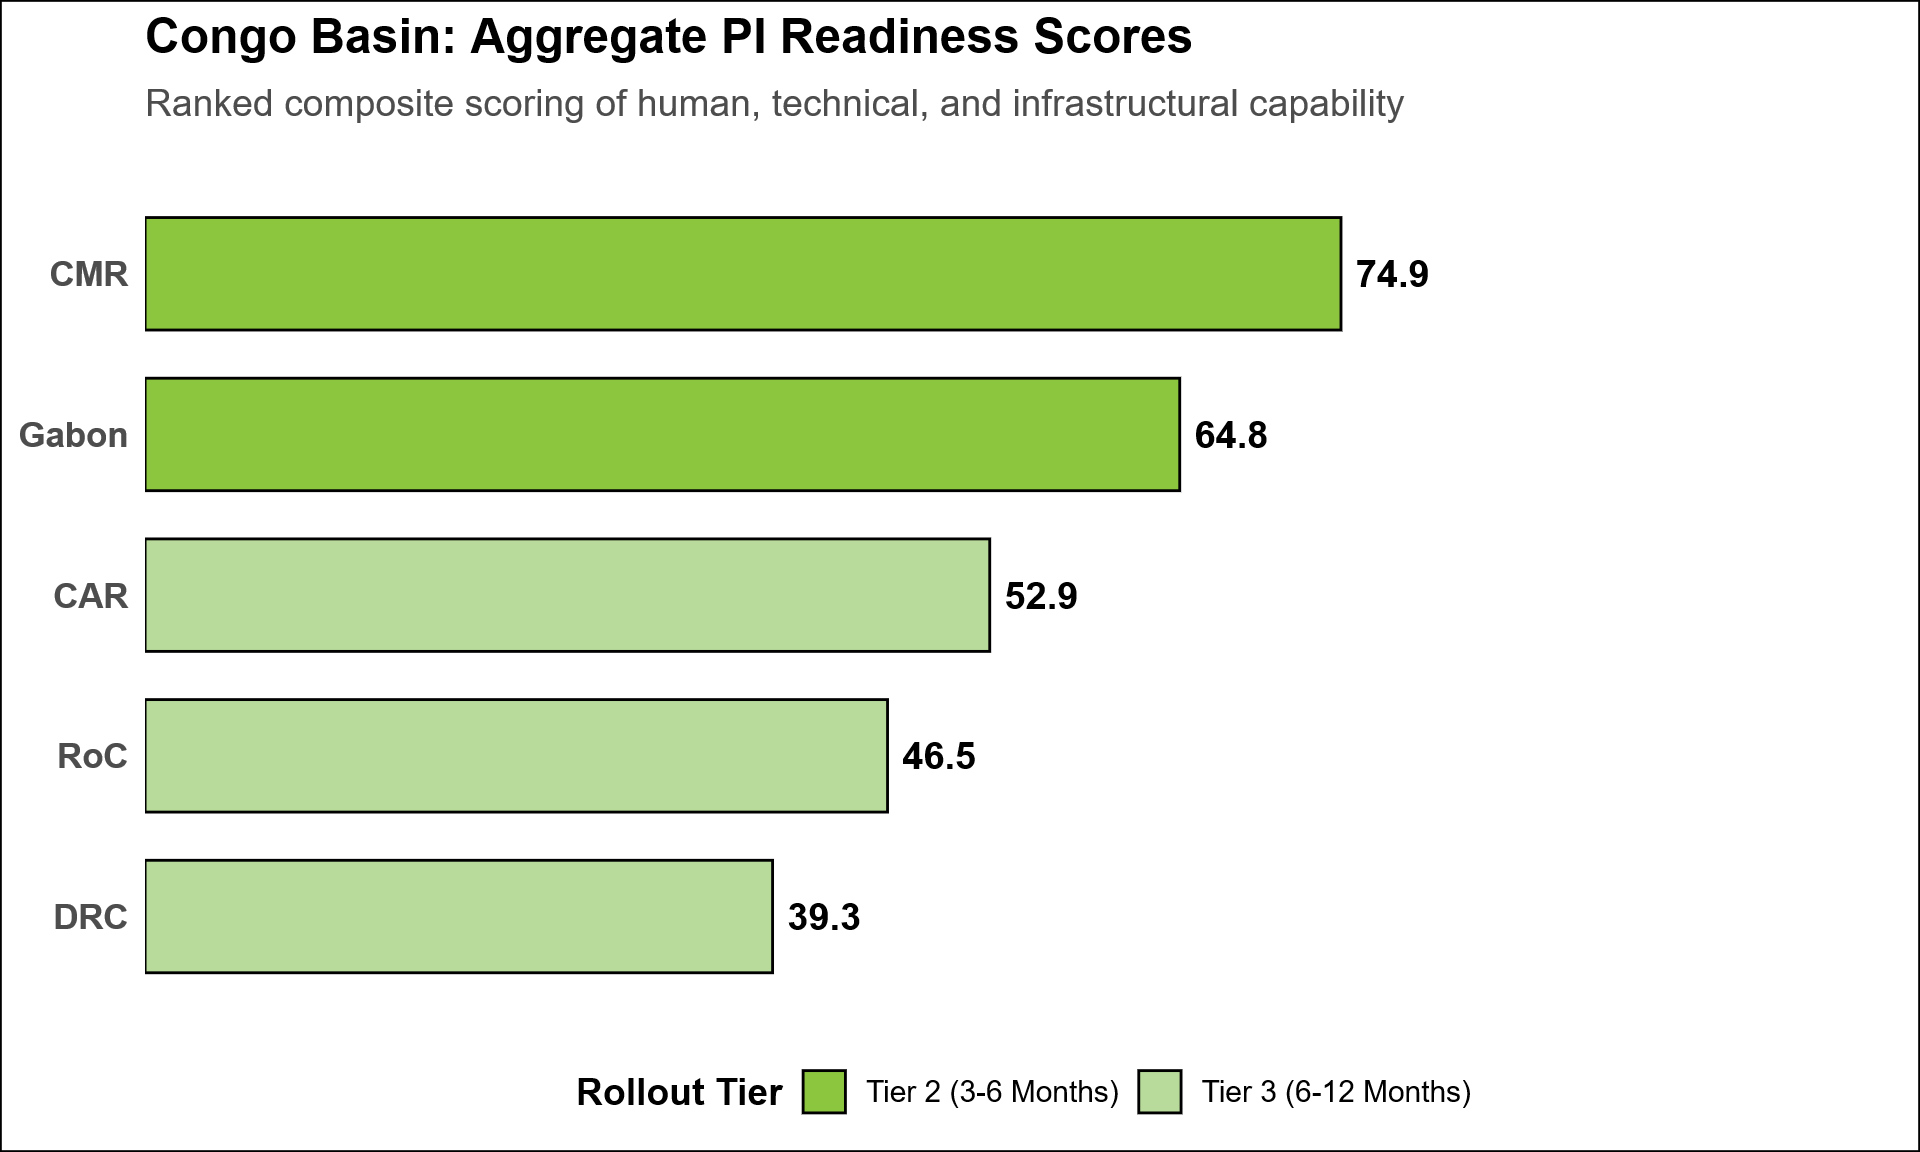 Congo Basin: Aggregate PI Readiness Scores
Ranked composite scoring of human, technical, and infrastructural capability
CMR 74.9
Gabon 64.8
CAR 52.9
RoC 46.5
DRC 39.3
Rollout Tier Tier 2 (3-6 Months) Tier 3 (6-12 Months)